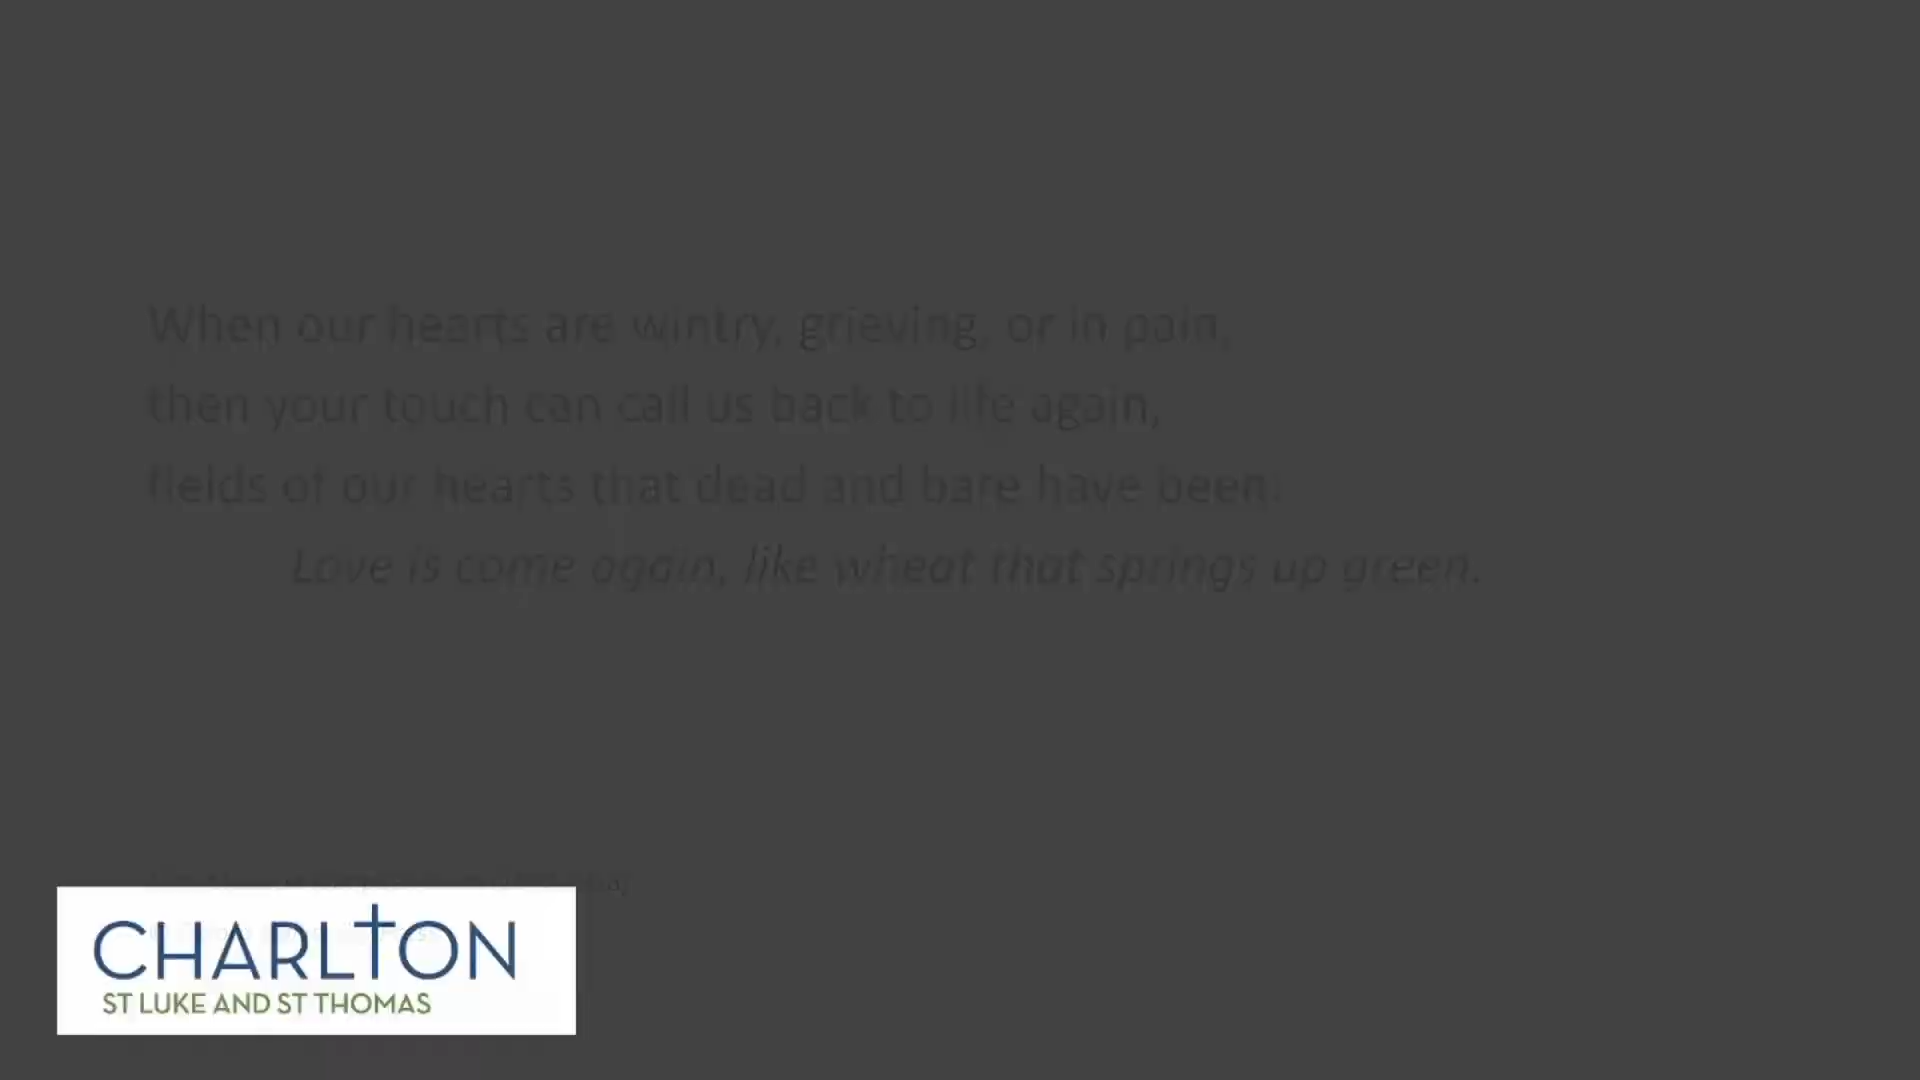 When our hearts are wintry, grieving, or in pain,
then your touch can call us back to life again,
fields of our hearts that dead and bare have been:
Love is come again, like wheat that springs up green.
CHARLTON
ST LUKE AND ST THOMAS